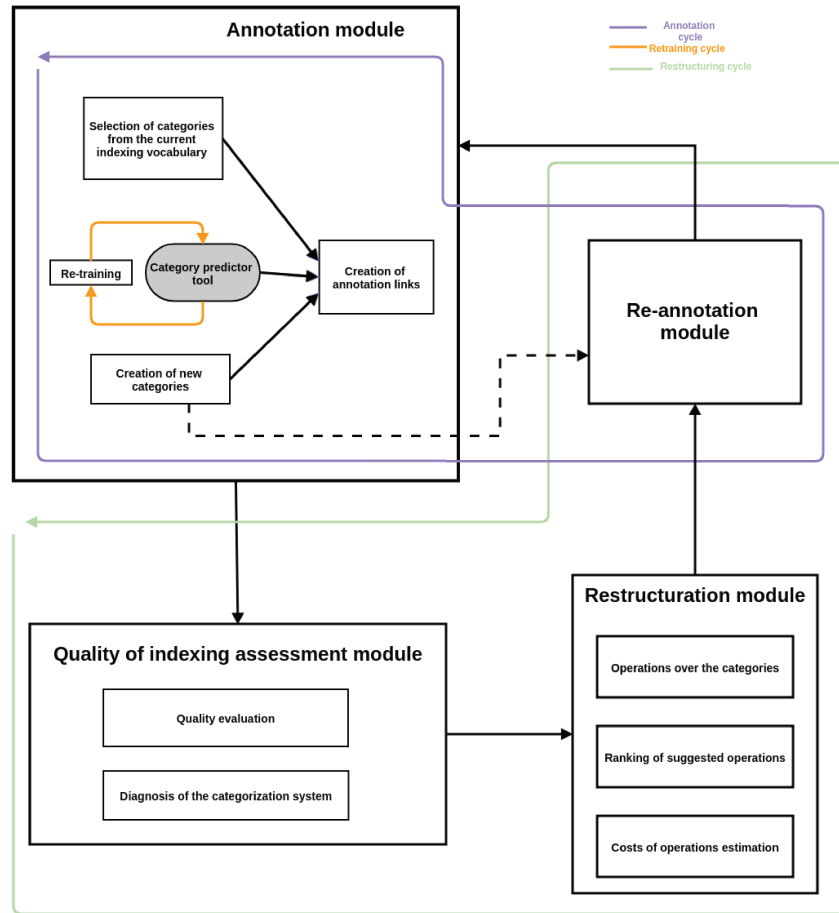 Annotation module
Annotation
cycle
Retraining cycle
Restructuring cycle
Selection of categories
from the current
indexing vocabulary
Re-training
Category predictor
tool
Creation of
annotation links
Creation of new
categories
Re-annotation
module
Quality of indexing assessment module
Quality evaluation
Diagnosis of the categorization system
Restructuration module
Operations over the categories
Ranking of suggested operations
Costs of operations estimation